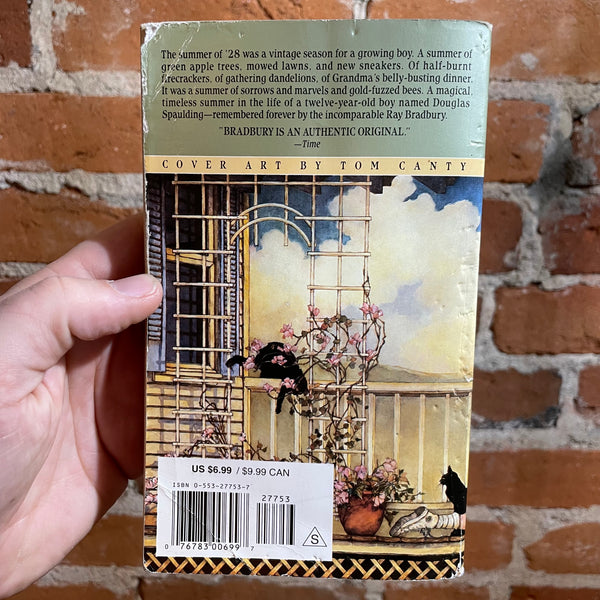 The summer of '28 was a vintage season for a growing boy. A summer of
green apple trees, mowed lawns, and new sneakers. Of half-burnt
firecrackers, of gathering dandelions, of Grandma's belly-busting dinner.
It was a summer of sorrows and marvels and gold-fuzzed bees. A magical,
timeless summer in the life of a twelve-year-old boy named Douglas
Spaulding—remembered forever by the incomparable Ray Bradbury.
"BRADBURY IS AN AUTHENTIC ORIGINAL."
—Time
COVER ART BY TOM CANTY
US $6.99 / $9.99 CAN
ISBN 0-553-27753-7
27753
0 76783 00699 7
S